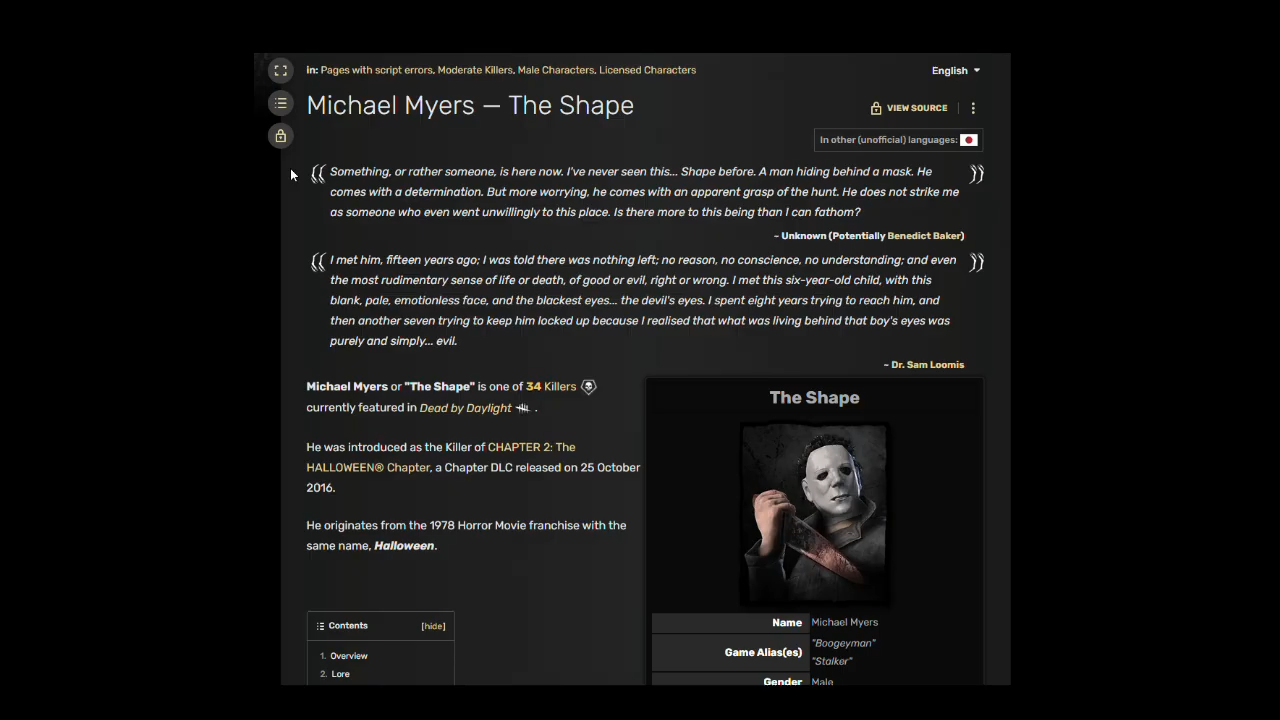 in: Pages with script errors, Moderate Killers, Male Characters, Licensed Characters
English
Michael Myers — The Shape
VIEW SOURCE
In other (unofficial) languages:
Something, or rather someone, is here now. I've never seen this... Shape before. A man hiding behind a mask. He
comes with a determination. But more worrying, he comes with an apparent grasp of the hunt. He does not strike me
as someone who even went unwillingly to this place. Is there more to this being than I can fathom?
~ Unknown (Potentially Benedict Baker)
I met him, fifteen years ago; I was told there was nothing left; no reason, no conscience, no understanding; and even
the most rudimentary sense of life or death, of good or evil, right or wrong. I met this six-year-old child, with this
blank, pale, emotionless face, and the blackest eyes... the devil's eyes. I spent eight years trying to reach him, and
then another seven trying to keep him locked up because I realised that what was living behind that boy's eyes was
purely and simply... evil.
~ Dr. Sam Loomis
Michael Myers or "The Shape" is one of 34 Killers
currently featured in Dead by Daylight .
He was introduced as the Killer of CHAPTER 2: The
HALLOWEEN® Chapter, a Chapter DLC released on 25 October
2016.
He originates from the 1978 Horror Movie franchise with the
same name, Halloween.
Contents [hide]
1. Overview
2. Lore
The Shape
Name Michael Myers
Game Alias(es) "Boogeyman"
"Stalker"
Gender Male